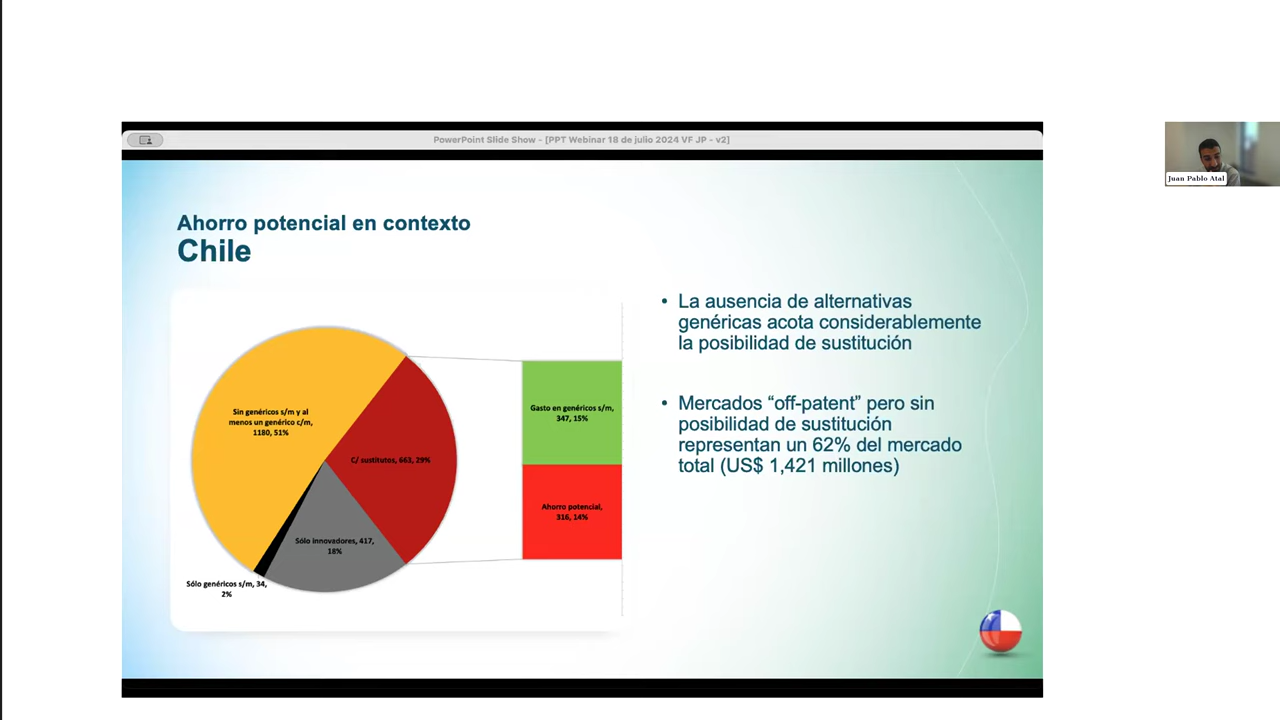 PowerPoint Slide Show - [PPT Webinar 18 de julio 2024 VF JP - v2]
Juan Pablo Atal
Ahorro potencial en contexto
Chile
Sin genéricos s/m y al
menos un genérico c/m,
1180, 51%
C/ sustitutos, 663, 29%
Sólo innovadores, 417,
18%
Sólo genéricos s/m, 34,
2%
Gasto en genéricos s/m,
347, 15%
Ahorro potencial,
316, 14%
• La ausencia de alternativas
genéricas acota considerablemente
la posibilidad de sustitución
• Mercados “off-patent” pero sin
posibilidad de sustitución
representan un 62% del mercado
total (US$ 1,421 millones)